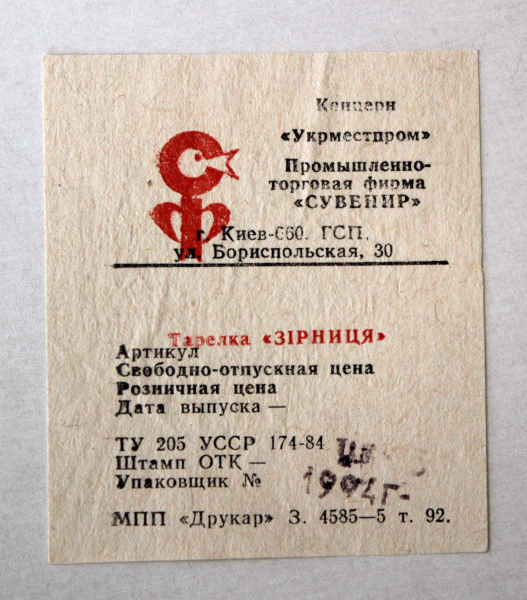 Концерн
«Укрместпром»
Промышленно-
торговая фирма
«СУВЕНИР»
г. Киев-660. ГСП.
ул. Бориспольская, 30
Тарелка «ЗІРНИЦЯ»
Артикул
Свободно-отпускная цена
Розничная цена
Дата выпуска —
ТУ 205 УССР 174-84
Штамп ОТК —
Упаковщик №
1994г-
МПП «Друкар» З. 4585—5 т. 92.